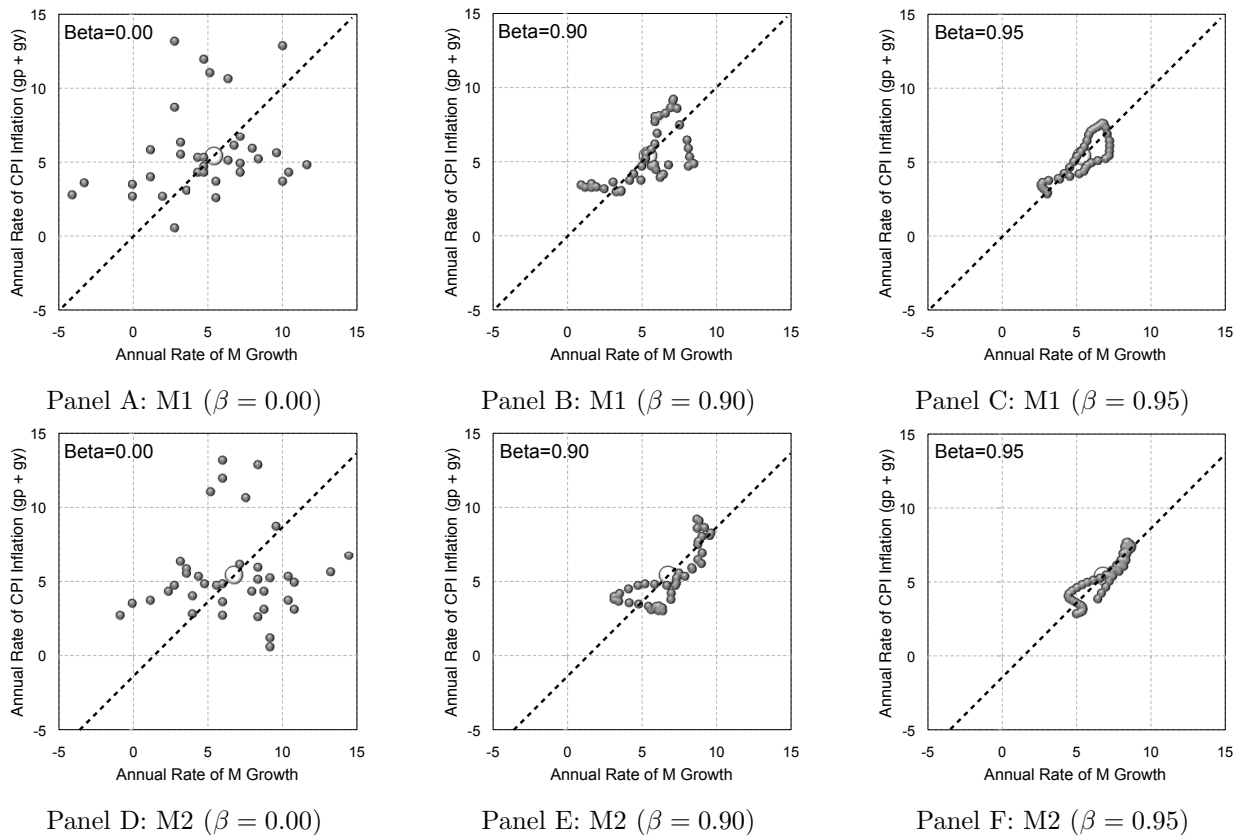 Beta=0.00
Annual Rate of CPI Inflation (gp + gy)
15
10
5
0
-5
-5 0 5 10 15
Annual Rate of M Growth
Panel A: M1 (β = 0.00)
Beta=0.90
Annual Rate of CPI Inflation (gp + gy)
15
10
5
0
-5
-5 0 5 10 15
Annual Rate of M Growth
Panel B: M1 (β = 0.90)
Beta=0.95
Annual Rate of CPI Inflation (gp + gy)
15
10
5
0
-5
-5 0 5 10 15
Annual Rate of M Growth
Panel C: M1 (β = 0.95)
Beta=0.00
Annual Rate of CPI Inflation (gp + gy)
15
10
5
0
-5
-5 0 5 10 15
Annual Rate of M Growth
Panel D: M2 (β = 0.00)
Beta=0.90
Annual Rate of CPI Inflation (gp + gy)
15
10
5
0
-5
-5 0 5 10 15
Annual Rate of M Growth
Panel E: M2 (β = 0.90)
Beta=0.95
Annual Rate of CPI Inflation (gp + gy)
15
10
5
0
-5
-5 0 5 10 15
Annual Rate of M Growth
Panel F: M2 (β = 0.95)